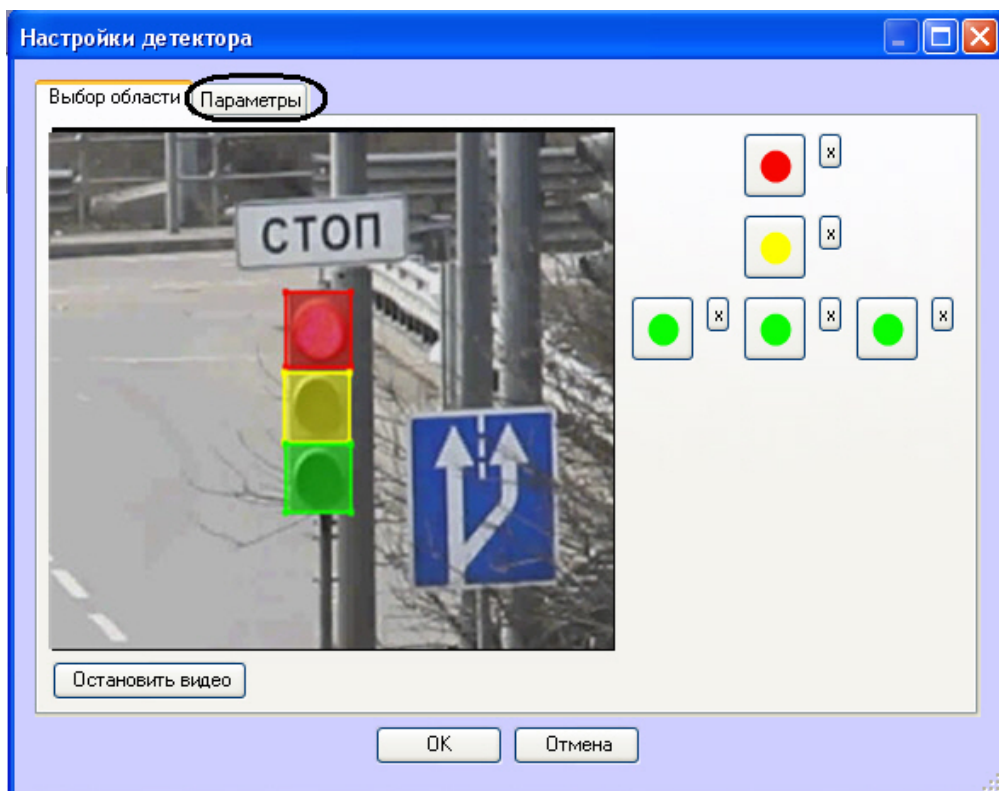 Настройки детектора
Выбор области
Параметры
СТОП
x
x
x
x
x
Остановить видео
OK
Отмена